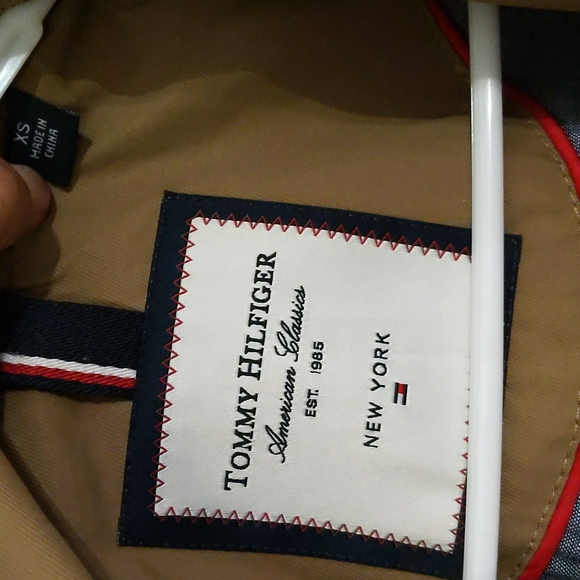 XS
MADE IN
CHINA
TOMMY HILFIGER
American Classics
EST. 1985
NEW YORK